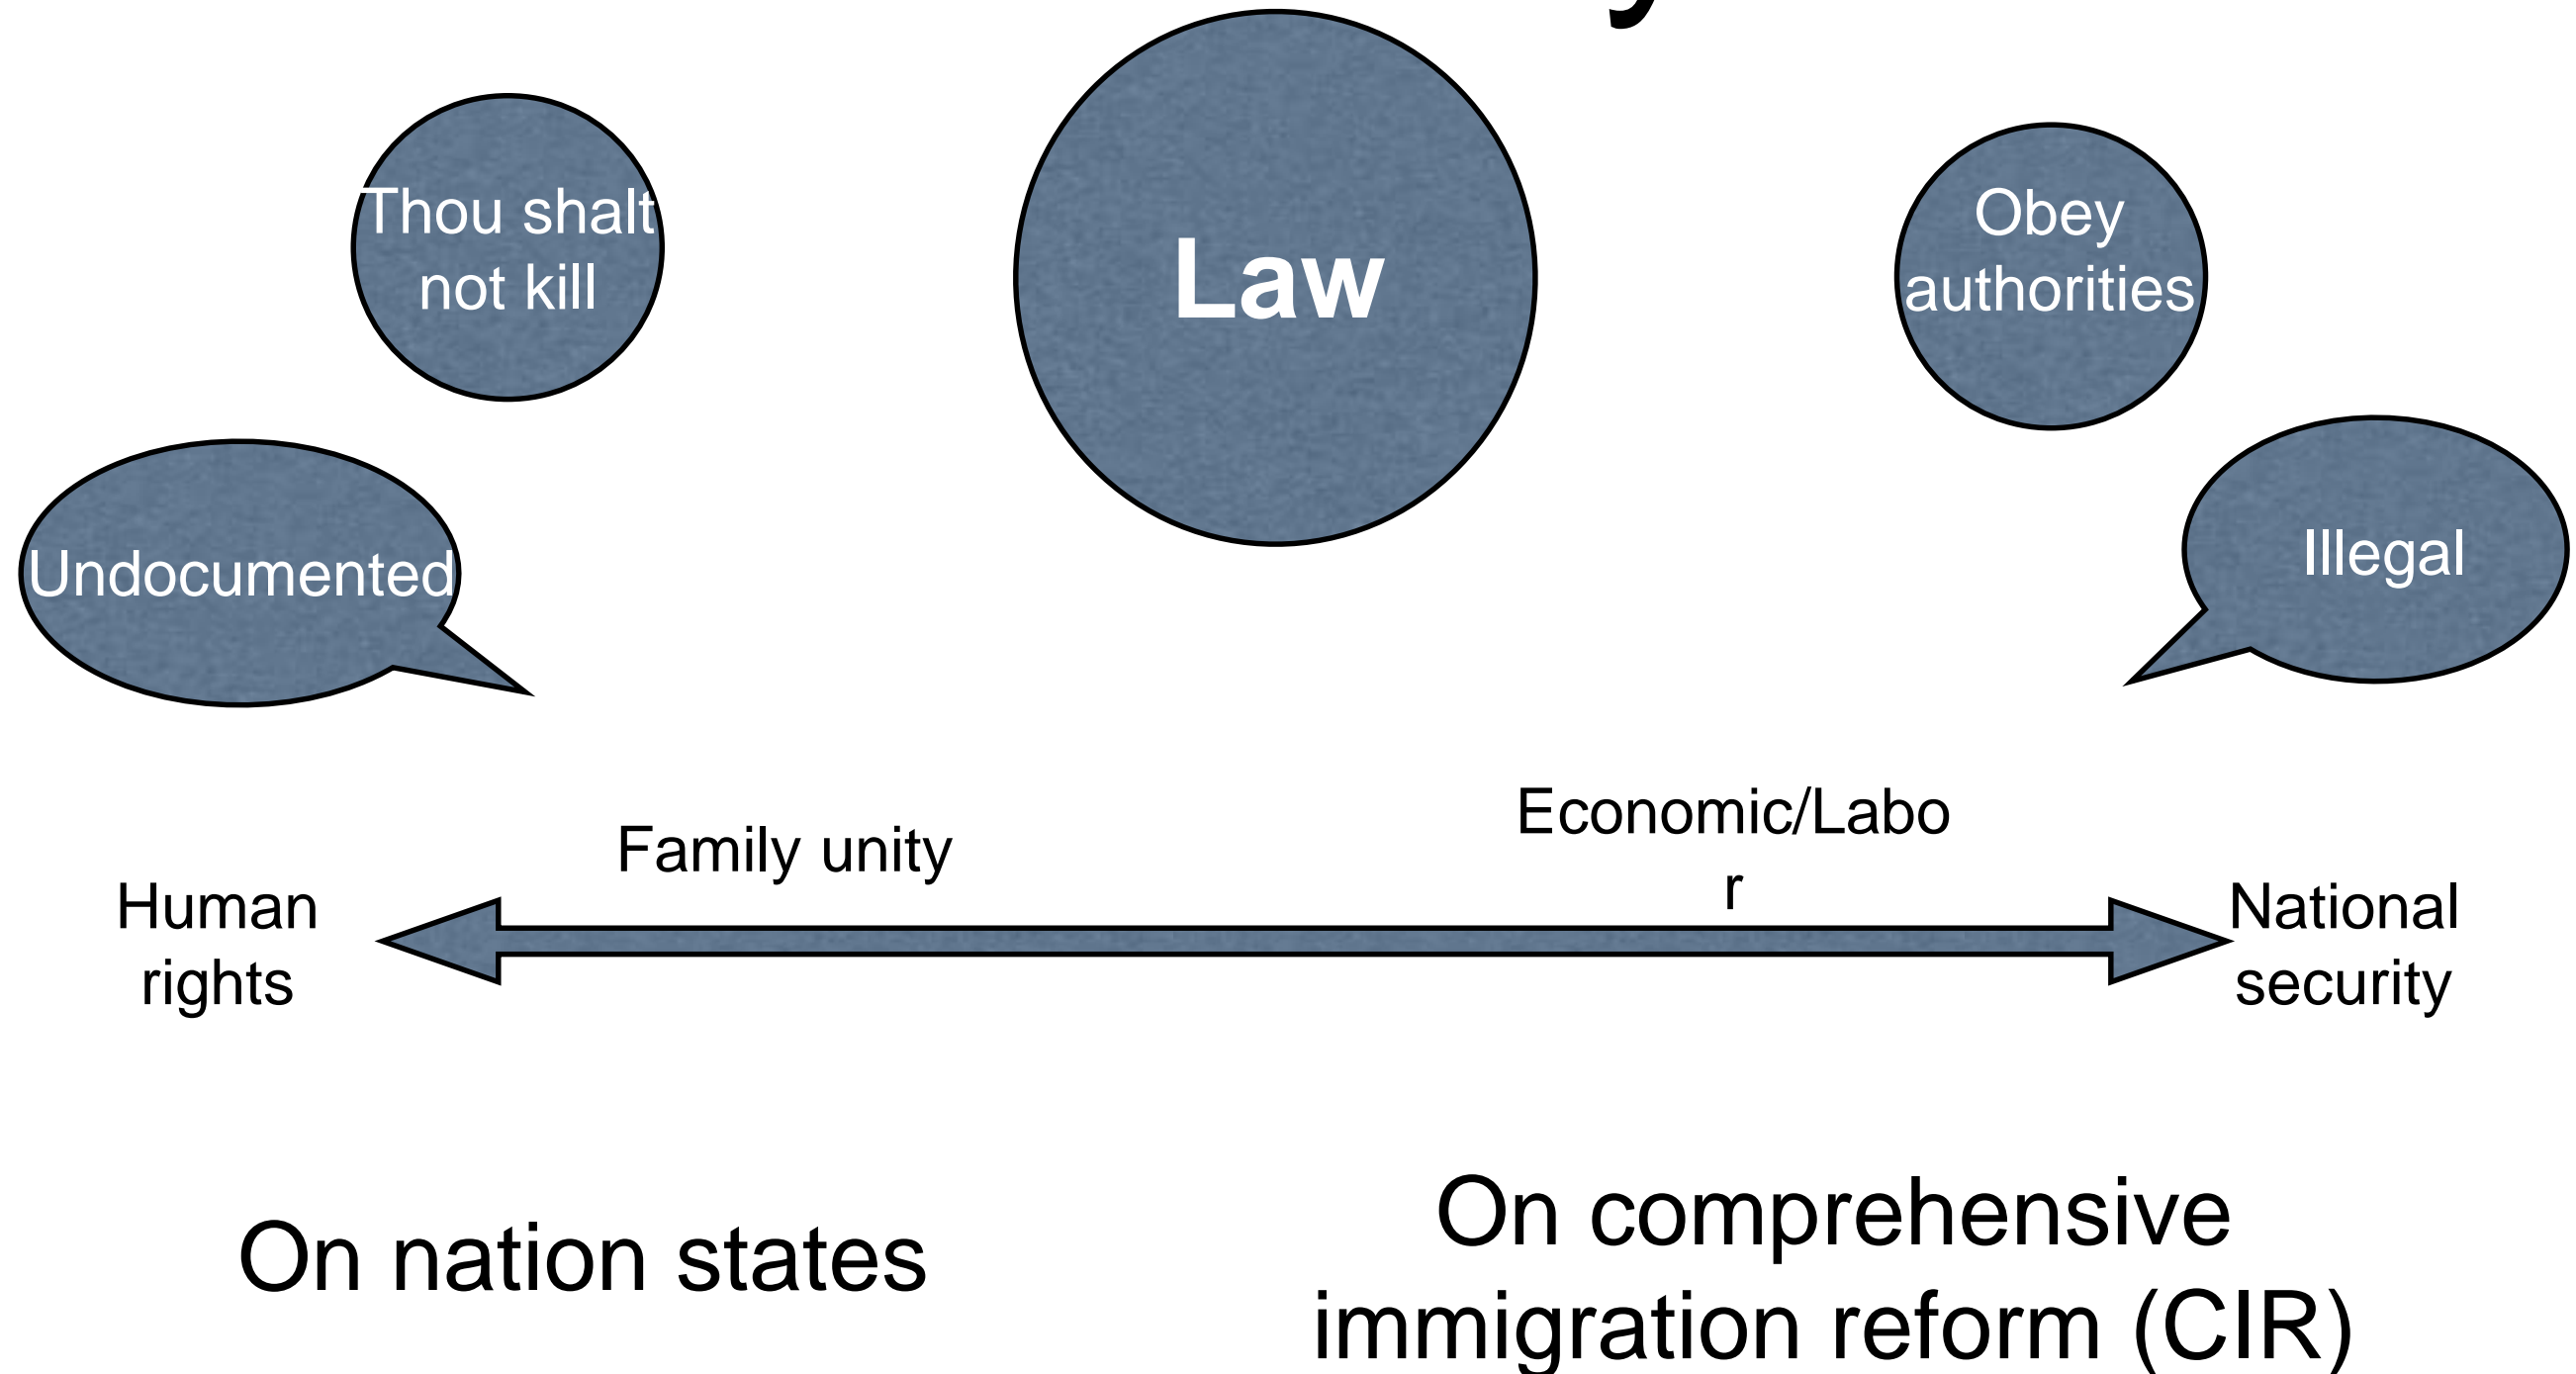 Thou shalt
not kill
Law
Obey
authorities
Undocumented
Illegal
Family unity
Economic/Labo
r
Human
rights
National
security
On nation states
On comprehensive
immigration reform (CIR)